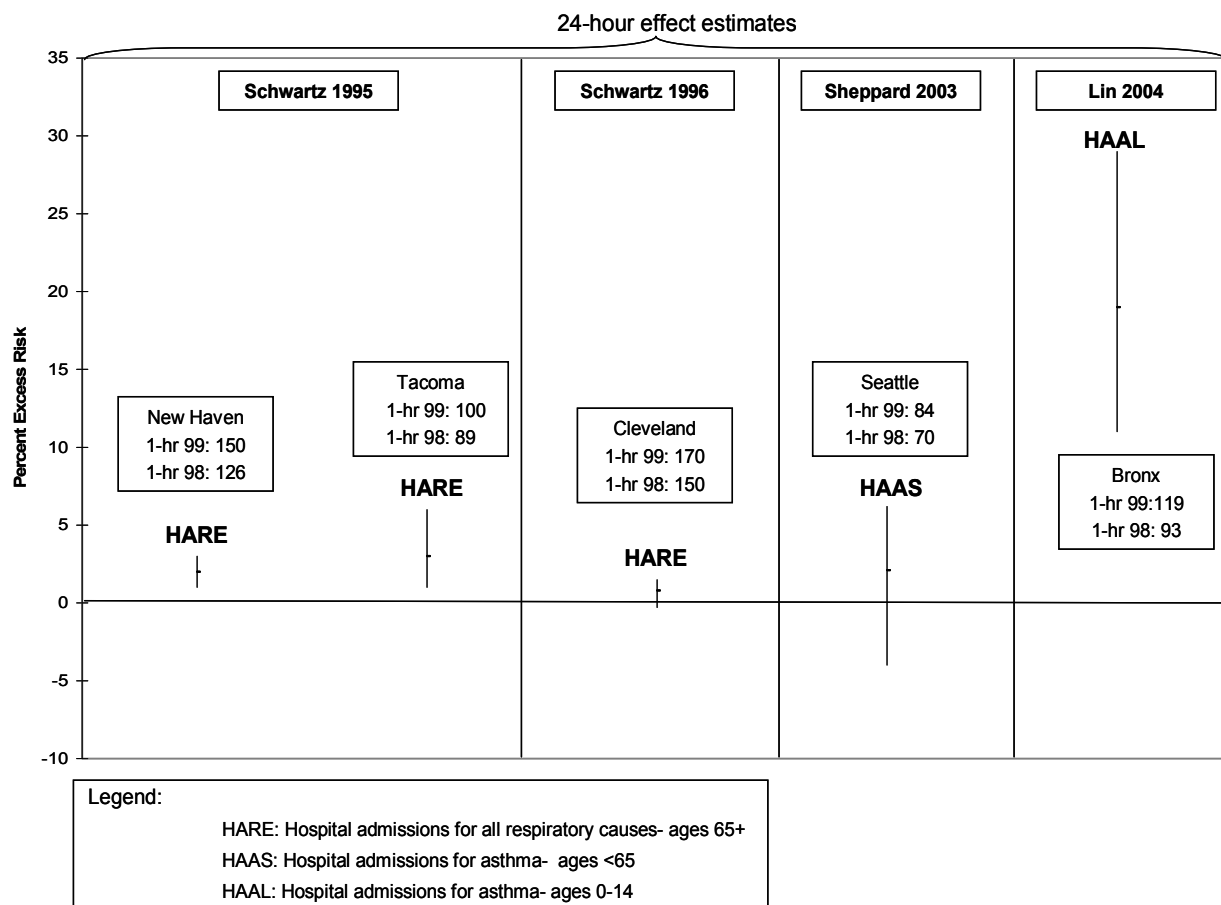 24-hour effect estimates
35
30
25
20
15
10
5
0
-5
-10
Percent Excess Risk
Schwartz 1995
Schwartz 1996
Sheppard 2003
Lin 2004
New Haven
1-hr 99: 150
1-hr 98: 126
HARE
Tacoma
1-hr 99: 100
1-hr 98: 89
HARE
Cleveland
1-hr 99: 170
1-hr 98: 150
HARE
Seattle
1-hr 99: 84
1-hr 98: 70
HAAS
HAAL
Bronx
1-hr 99:119
1-hr 98: 93
Legend:
HARE: Hospital admissions for all respiratory causes- ages 65+
HAAS: Hospital admissions for asthma- ages <65
HAAL: Hospital admissions for asthma- ages 0-14